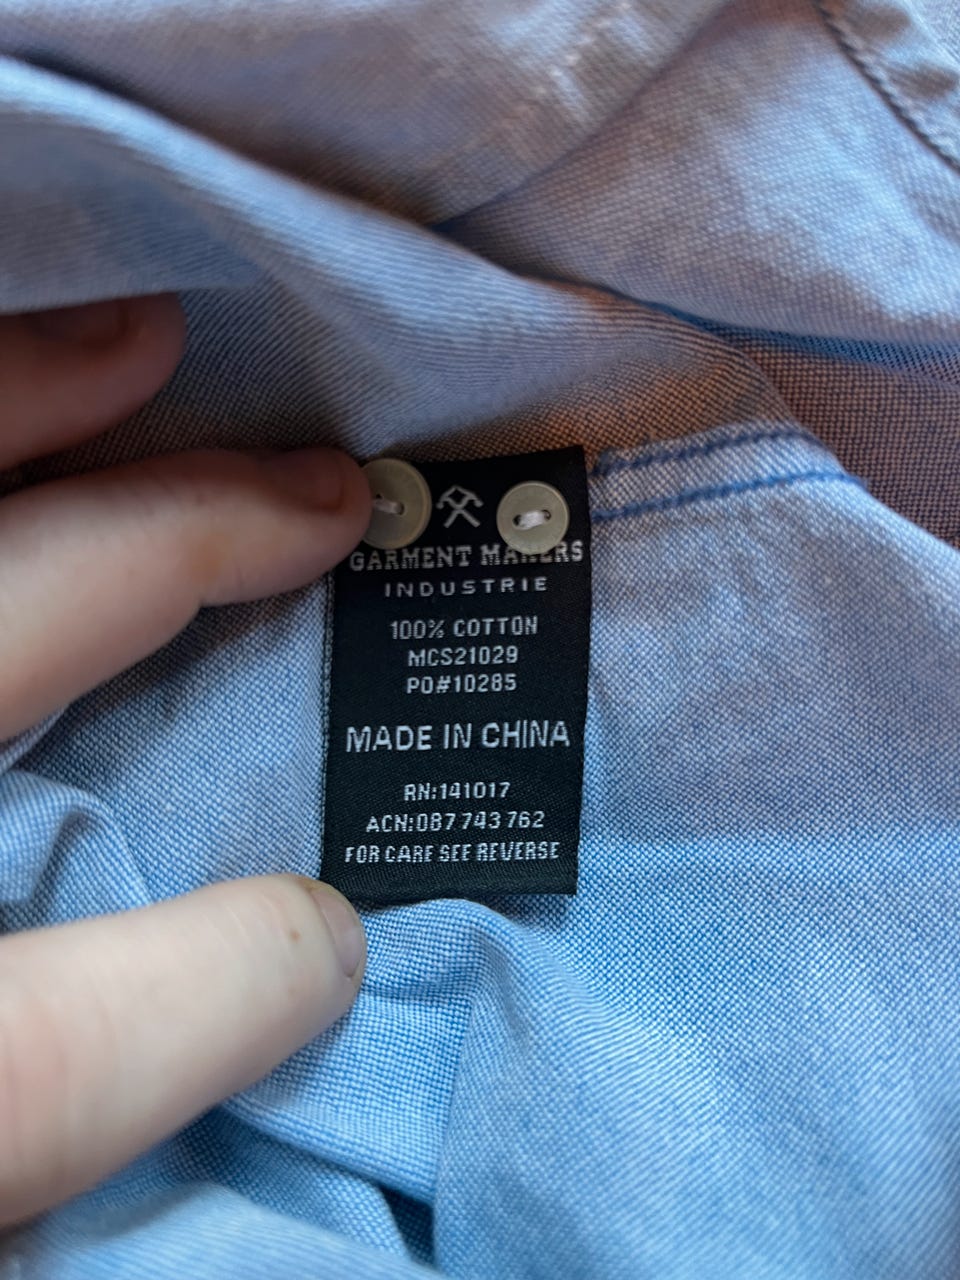 GARMENT MAKERS
INDUSTRIE
100% COTTON
MCS21029
PO#10285
MADE IN CHINA
RN:141017
ACN:087 743 762
FOR CARE SEE REVERSE